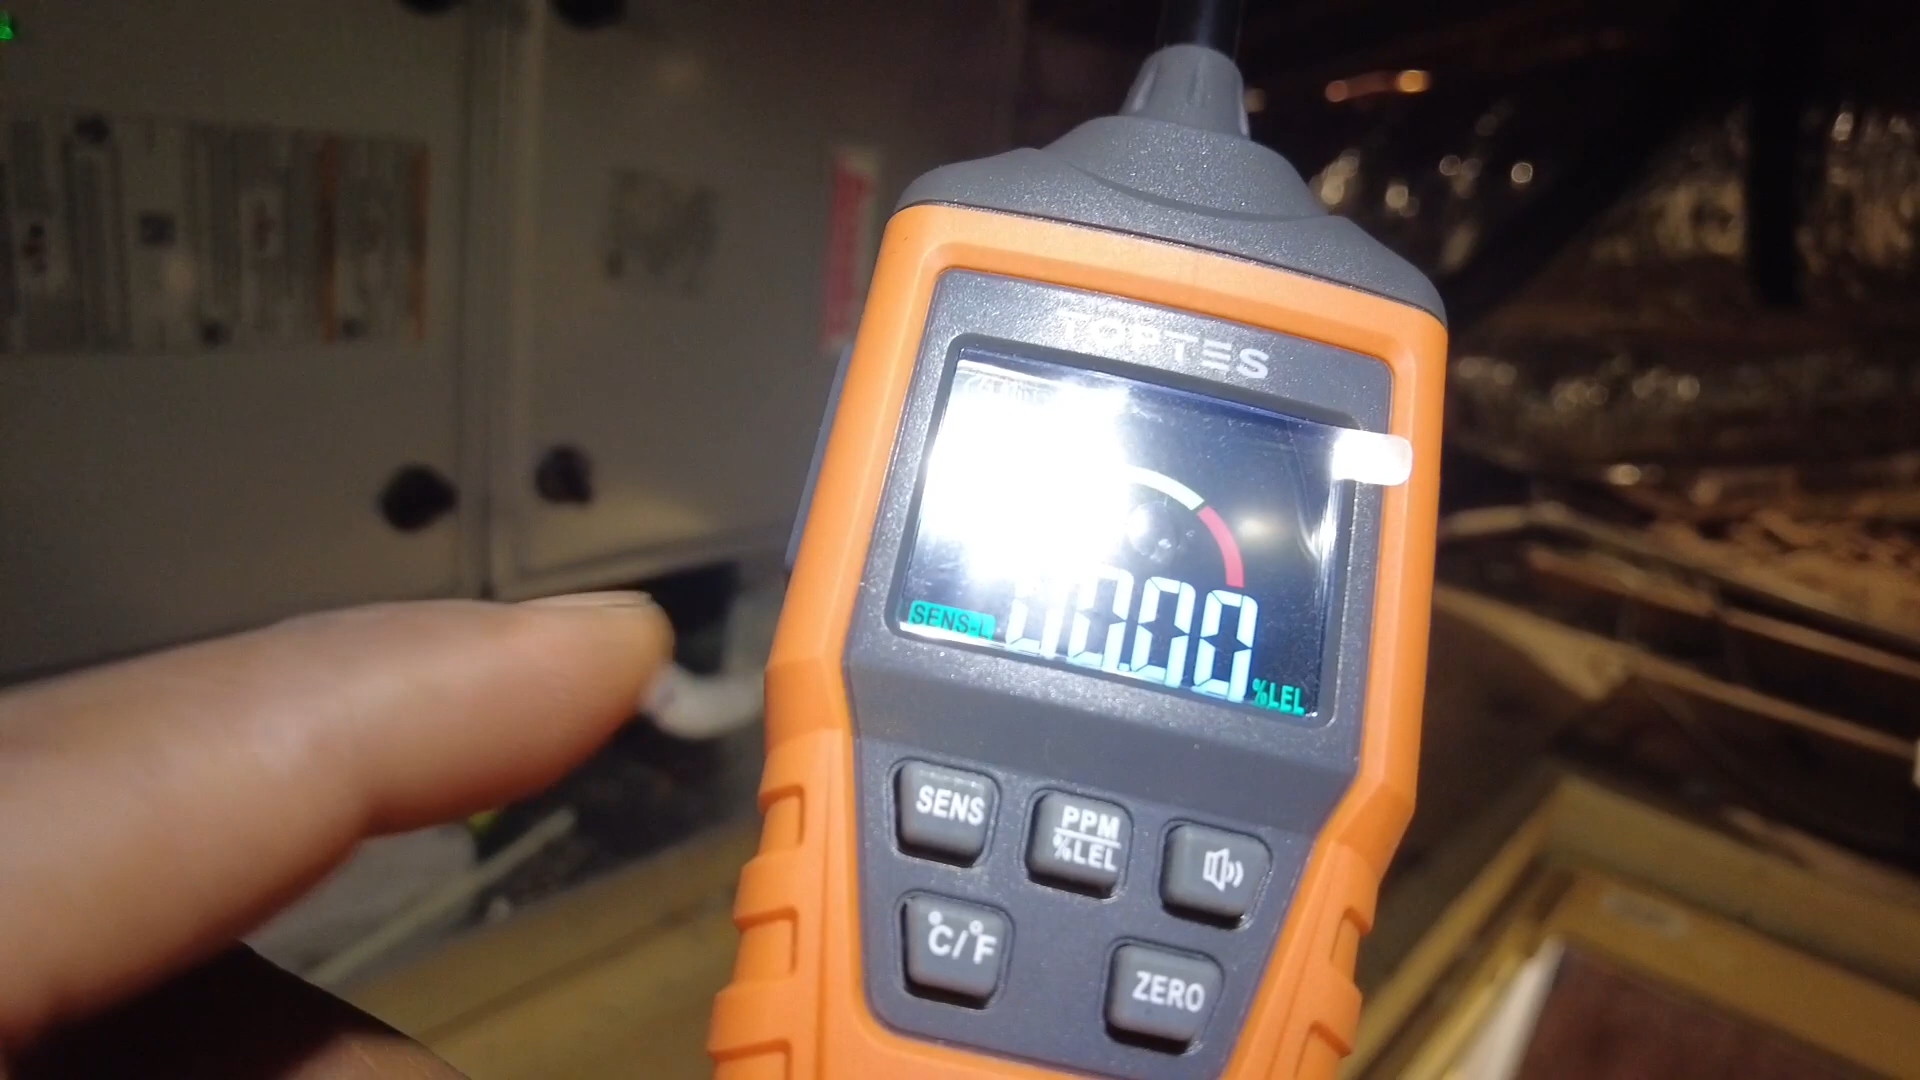 TOPTES
SENS-L 00.00 %LEL
SENS
PPM
%LEL
°C/°F
ZERO